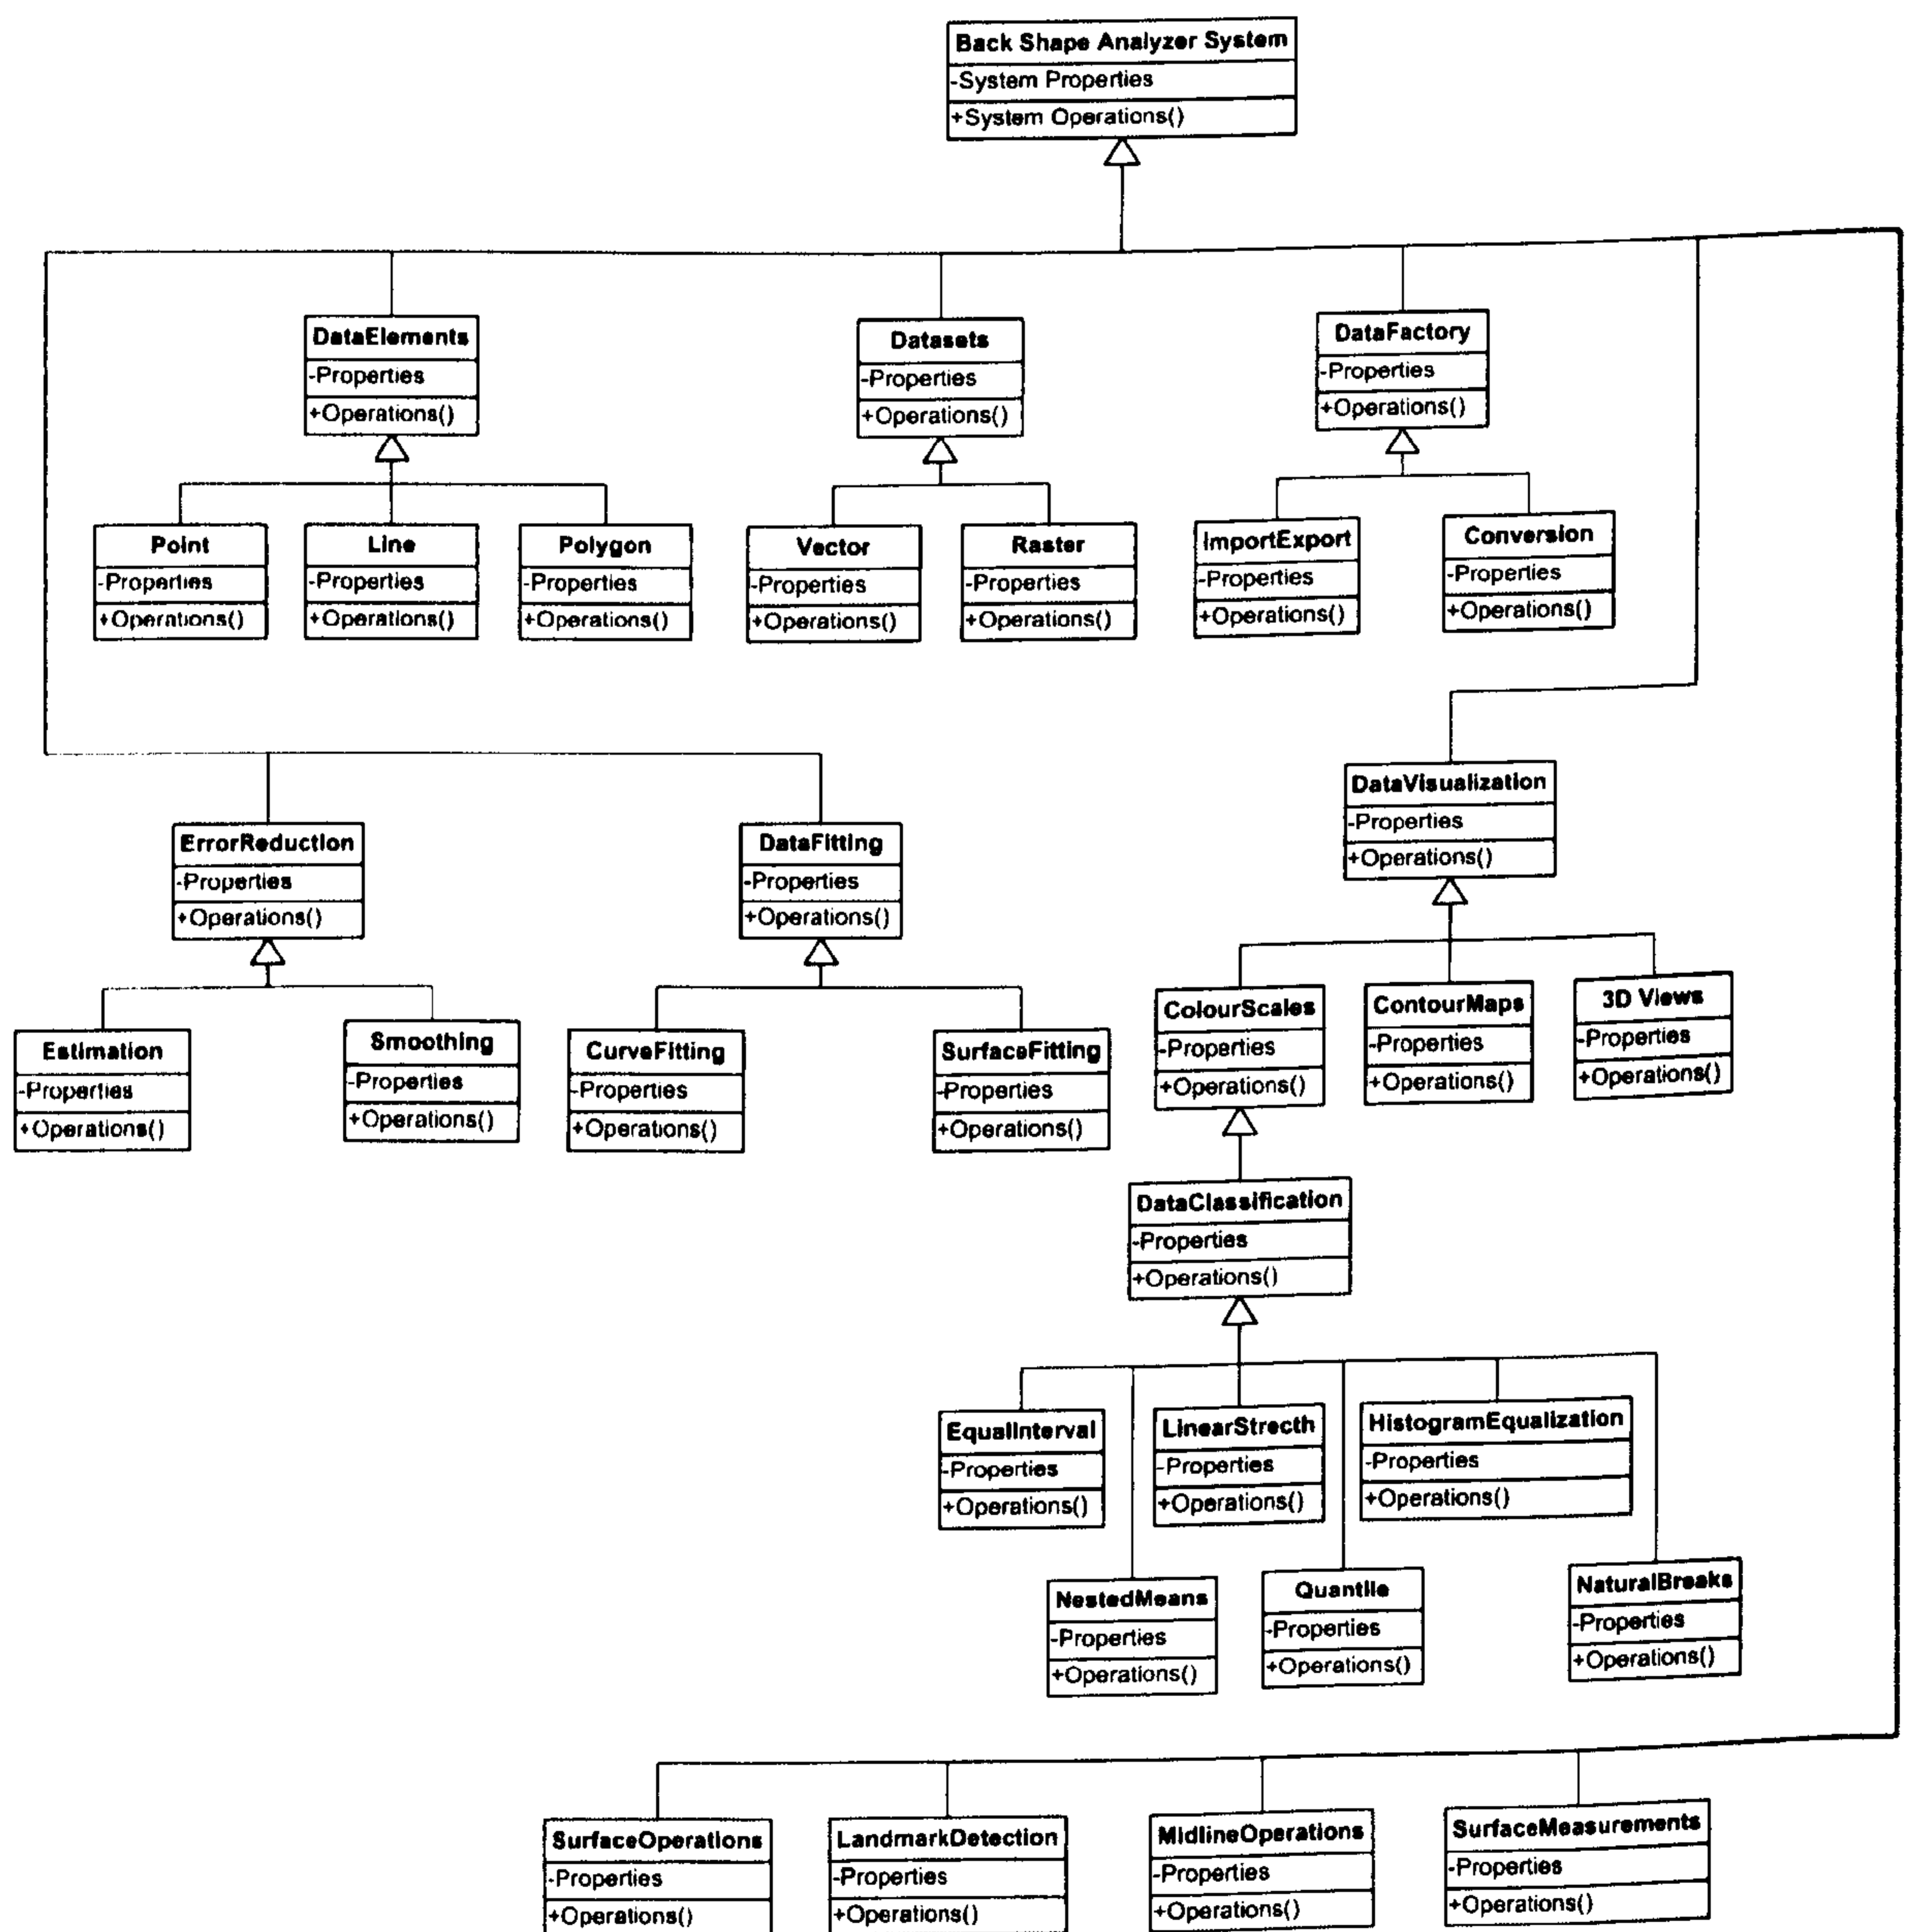 Back Shape Analyzer System
-System Properties
+System Operations()
DataElements
-Properties
+Operations()
Datasets
-Properties
+Operations()
DataFactory
-Properties
+Operations()
Point
-Properties
+Operations()
Line
-Properties
+Operations()
Polygon
-Properties
+Operations()
Vector
-Properties
+Operations()
Raster
-Properties
+Operations()
ImportExport
-Properties
+Operations()
Conversion
-Properties
+Operations()
ErrorReduction
-Properties
+Operations()
DataFitting
-Properties
+Operations()
DataVisualization
-Properties
+Operations()
Estimation
-Properties
+Operations()
Smoothing
-Properties
+Operations()
CurveFitting
-Properties
+Operations()
SurfaceFitting
-Properties
+Operations()
ColourScales
-Properties
+Operations()
ContourMaps
-Properties
+Operations()
3D Views
-Properties
+Operations()
DataClassification
-Properties
+Operations()
EqualInterval
-Properties
+Operations()
LinearStrecth
-Properties
+Operations()
HistogramEqualization
-Properties
+Operations()
NestedMeans
-Properties
+Operations()
Quantile
-Properties
+Operations()
NaturalBreaks
-Properties
+Operations()
SurfaceOperations
-Properties
+Operations()
LandmarkDetection
-Properties
+Operations()
MidlineOperations
-Properties
+Operations()
SurfaceMeasurements
-Properties
+Operations()